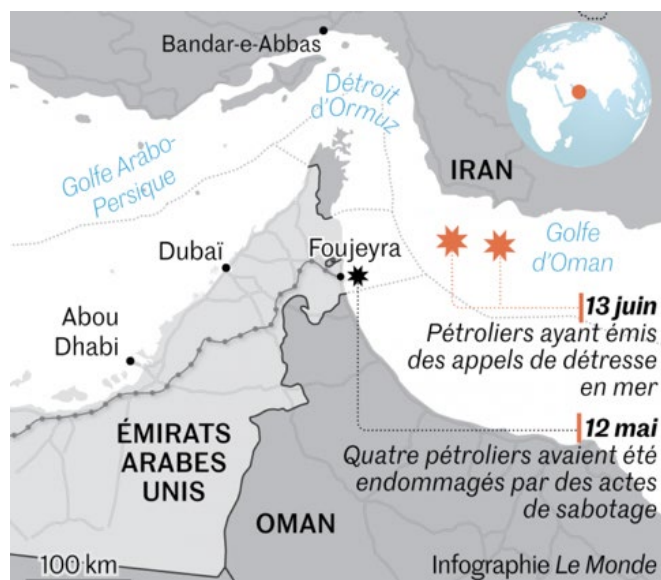 Bandar-e-Abbas
Détroit
d'Ormuz
Golfe Arabo-
Persique
IRAN
Dubaï
Foujeyra
Golfe
d'Oman
Abou
Dhabi
13 juin
Pétroliers ayant émis
des appels de détresse
en mer
12 mai
Quatre pétroliers avaient été
endommagés par des actes
de sabotage
ÉMIRATS
ARABES
UNIS
OMAN
100 km
Infographie Le Monde